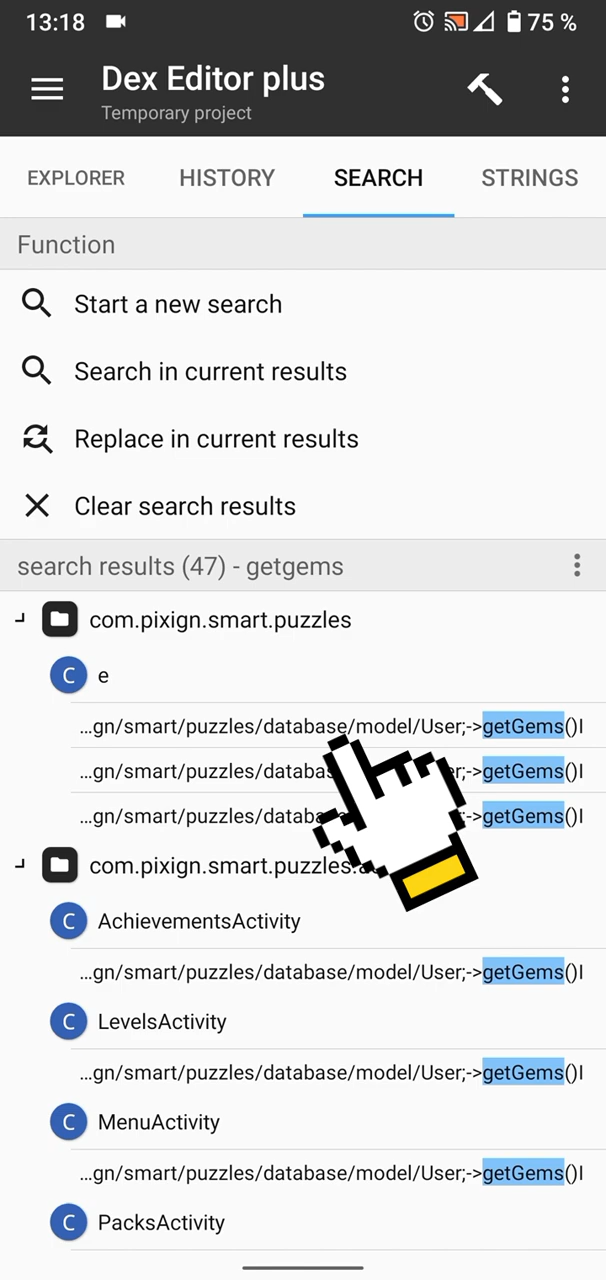 13:18
75 %
Dex Editor plus
Temporary project
EXPLORER
HISTORY
SEARCH
STRINGS
Function
Start a new search
Search in current results
Replace in current results
Clear search results
search results (47) - getgems
com.pixign.smart.puzzles
C e
...gn/smart/puzzles/database/model/User;->getGems()I
...gn/smart/puzzles/databas r;->getGems()I
...gn/smart/puzzles/databa ;->getGems()I
com.pixign.smart.puzzles.
C AchievementsActivity
...gn/smart/puzzles/database/model/User;->getGems()I
C LevelsActivity
...gn/smart/puzzles/database/model/User;->getGems()I
C MenuActivity
...gn/smart/puzzles/database/model/User;->getGems()I
C PacksActivity